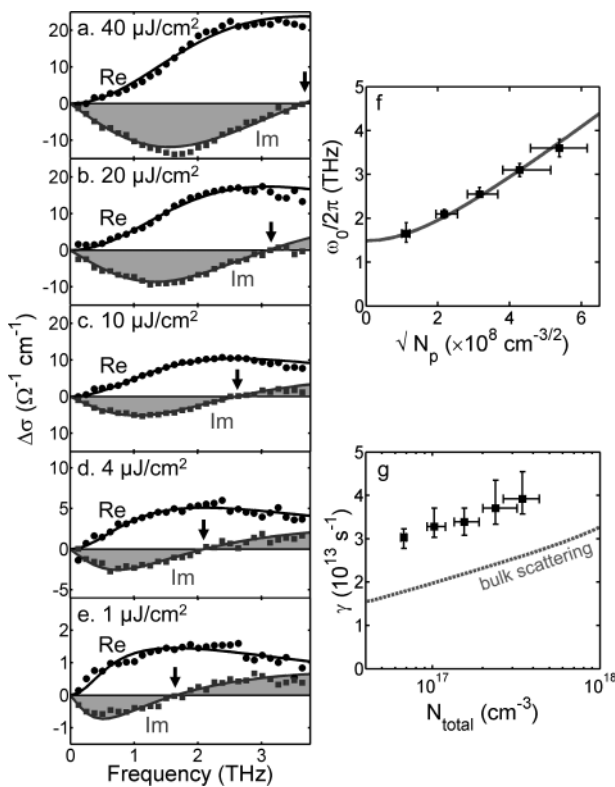 a. 40 μJ/cm²
20
10
0
-10
Re
Im
b. 20 μJ/cm²
20
10
0
-10
Re
Im
c. 10 μJ/cm²
20
10
0
10
Re
Im
d. 4 μJ/cm²
10
5
0
-5
Re
Im
e. 1 μJ/cm²
2
1
0
-1
Re
Im
0 1 2 3
Frequency (THz)
Δσ (Ω⁻¹ cm⁻¹)
f
5
4
3
2
1
0
0 2 4 6
ω₀/2π (THz)
√ Nₚ (×10⁸ cm⁻³/²)
g
5
4
3
2
1
0
γ (10¹³ s⁻¹)
bulk scattering
10¹⁷ 10¹⁸
N_total (cm⁻³)